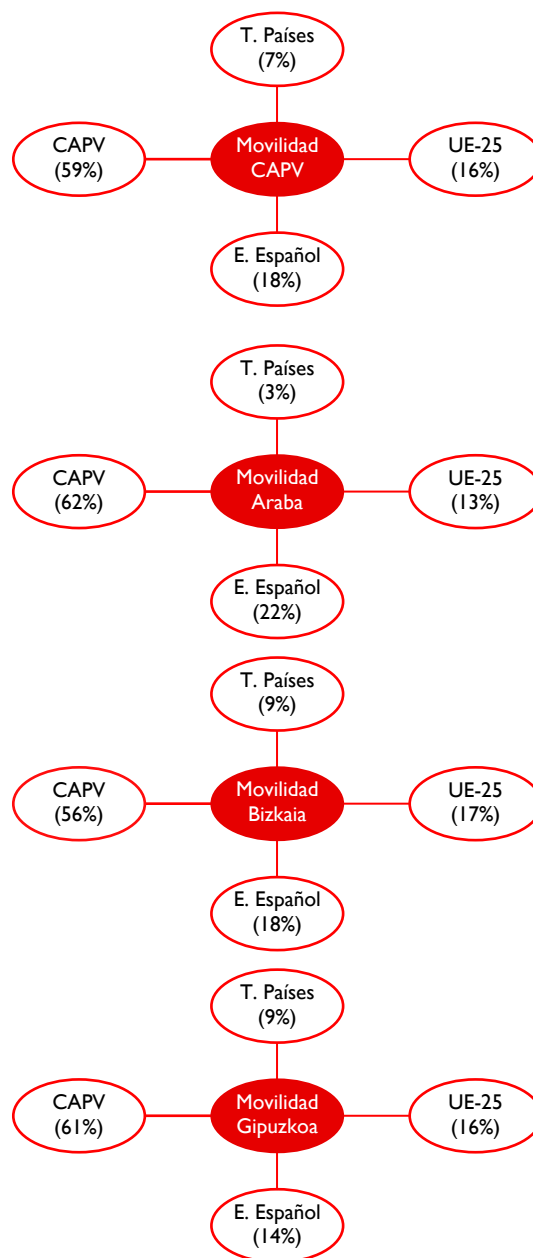 T. Países
(7%)
CAPV
(59%)
Movilidad
CAPV
UE-25
(16%)
E. Español
(18%)
T. Países
(3%)
CAPV
(62%)
Movilidad
Araba
UE-25
(13%)
E. Español
(22%)
T. Países
(9%)
CAPV
(56%)
Movilidad
Bizkaia
UE-25
(17%)
E. Español
(18%)
T. Países
(9%)
CAPV
(61%)
Movilidad
Gipuzkoa
UE-25
(16%)
E. Español
(14%)